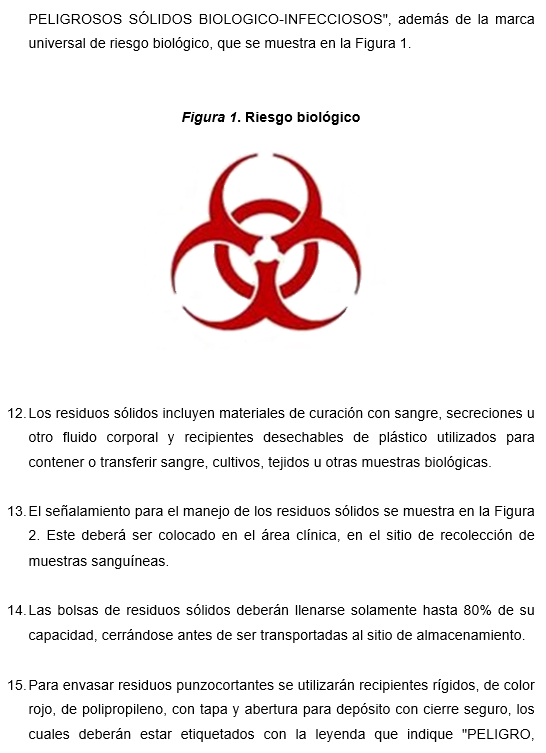 PELIGROSOS SÓLIDOS BIOLOGICO-INFECCIOSOS", además de la marca
universal de riesgo biológico, que se muestra en la Figura 1.
Figura 1. Riesgo biológico
12. Los residuos sólidos incluyen materiales de curación con sangre, secreciones u
otro fluido corporal y recipientes desechables de plástico utilizados para
contener o transferir sangre, cultivos, tejidos u otras muestras biológicas.
13. El señalamiento para el manejo de los residuos sólidos se muestra en la Figura
2. Este deberá ser colocado en el área clínica, en el sitio de recolección de
muestras sanguíneas.
14. Las bolsas de residuos sólidos deberán llenarse solamente hasta 80% de su
capacidad, cerrándose antes de ser transportadas al sitio de almacenamiento.
15. Para envasar residuos punzocortantes se utilizarán recipientes rígidos, de color
rojo, de polipropileno, con tapa y abertura para depósito con cierre seguro, los
cuales deberán estar etiquetados con la leyenda que indique "PELIGRO,